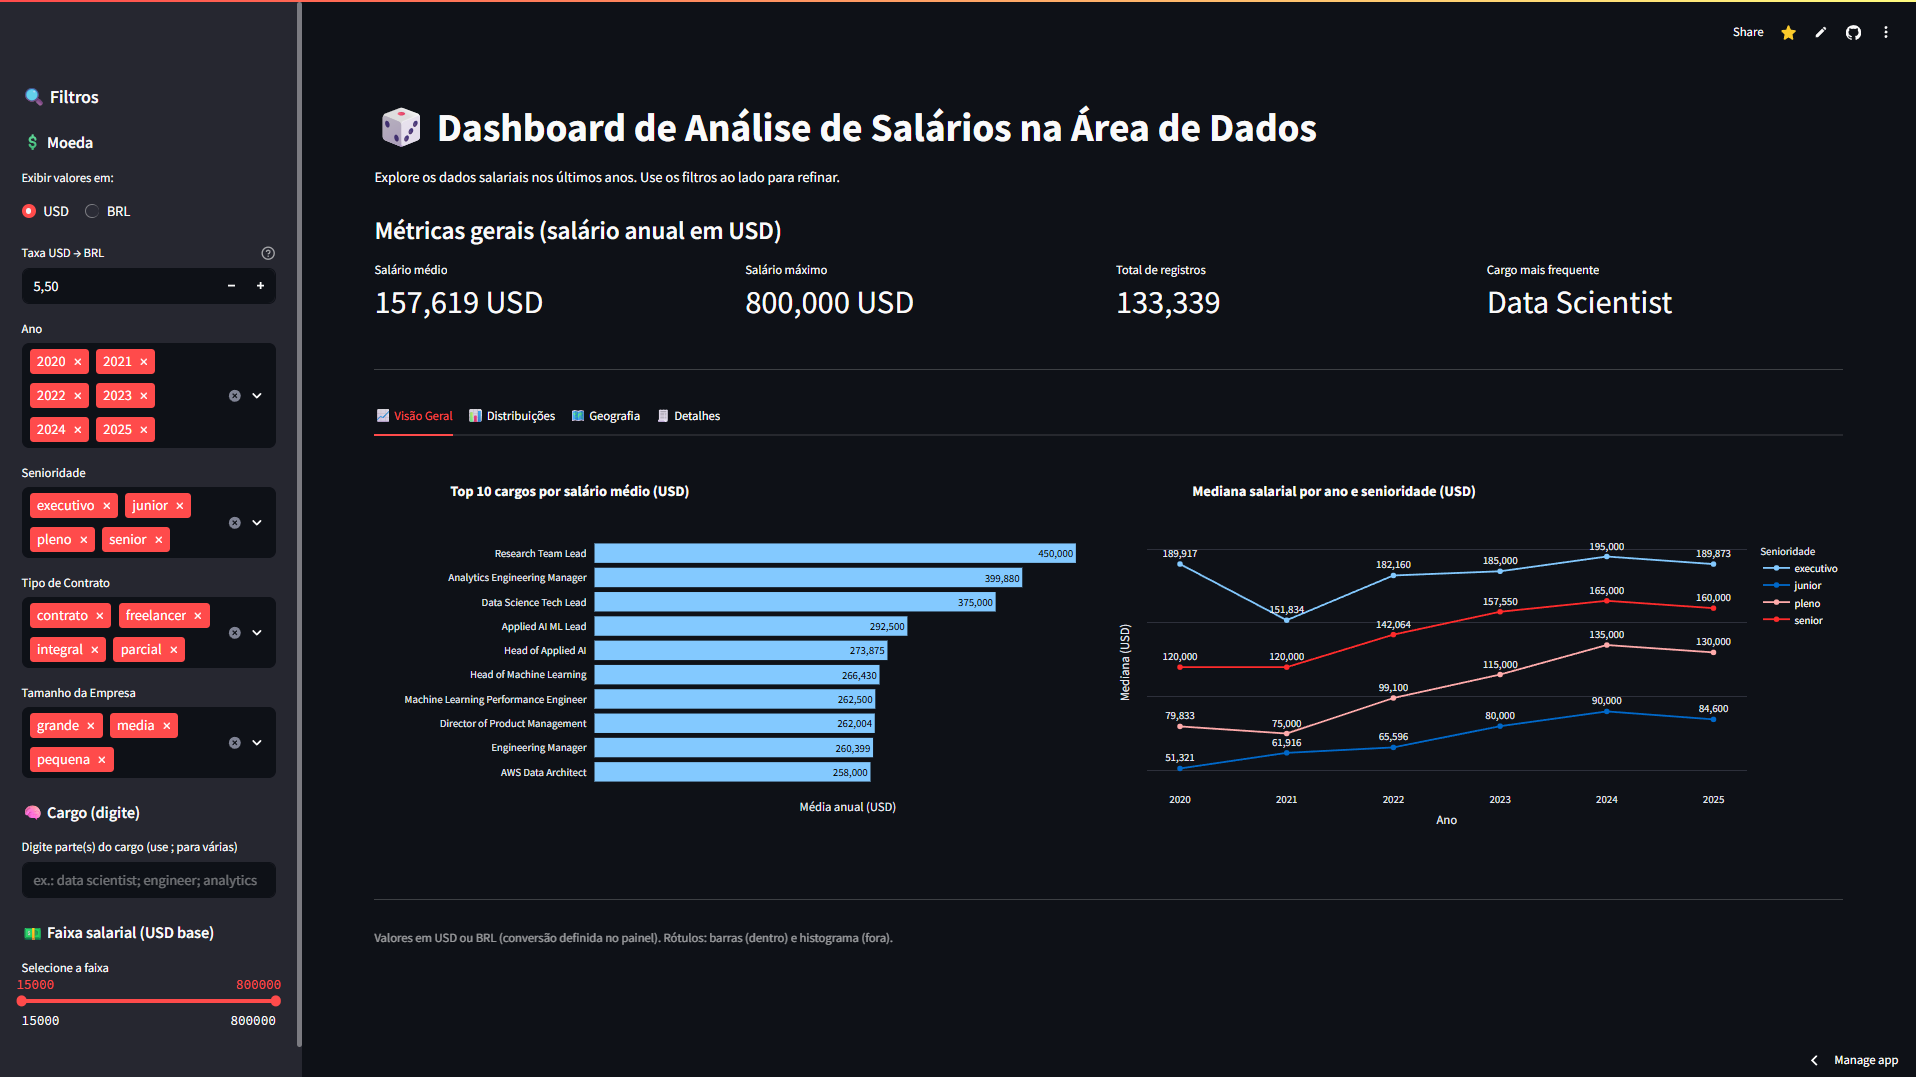 Share
Filtros
Moeda
Exibir valores em:
USD BRL
Taxa USD → BRL
5,50
Ano
2020 × 2021 ×
2022 × 2023 ×
2024 × 2025 ×
Senioridade
executivo × junior ×
pleno × senior ×
Tipo de Contrato
contrato × freelancer ×
integral × parcial ×
Tamanho da Empresa
grande × media ×
pequena ×
Cargo (digite)
Digite parte(s) do cargo (use ; para várias)
ex.: data scientist; engineer; analytics
Faixa salarial (USD base)
Selecione a faixa
15000 800000
15000 800000
Dashboard de Análise de Salários na Área de Dados
Explore os dados salariais nos últimos anos. Use os filtros ao lado para refinar.
Métricas gerais (salário anual em USD)
Salário médio
157,619 USD
Salário máximo
800,000 USD
Total de registros
133,339
Cargo mais frequente
Data Scientist
Visão Geral Distribuições Geografia Detalhes
Top 10 cargos por salário médio (USD)
Research Team Lead 450,000
Analytics Engineering Manager 399,880
Data Science Tech Lead 375,000
Applied AI ML Lead 292,500
Head of Applied AI 273,875
Head of Machine Learning 266,430
Machine Learning Performance Engineer 262,500
Director of Product Management 262,004
Engineering Manager 260,399
AWS Data Architect 258,000
Média anual (USD)
Mediana salarial por ano e senioridade (USD)
Mediana (USD)
189,917 151,834 182,160 185,000 195,000 189,873
120,000 120,000 142,064 157,550 165,000 160,000
79,833 75,000 99,100 115,000 135,000 130,000
51,321 61,916 65,596 80,000 90,000 84,600
2020 2021 2022 2023 2024 2025
Ano
Senioridade
executivo
junior
pleno
senior
Valores em USD ou BRL (conversão definida no painel). Rótulos: barras (dentro) e histograma (fora).
Manage app